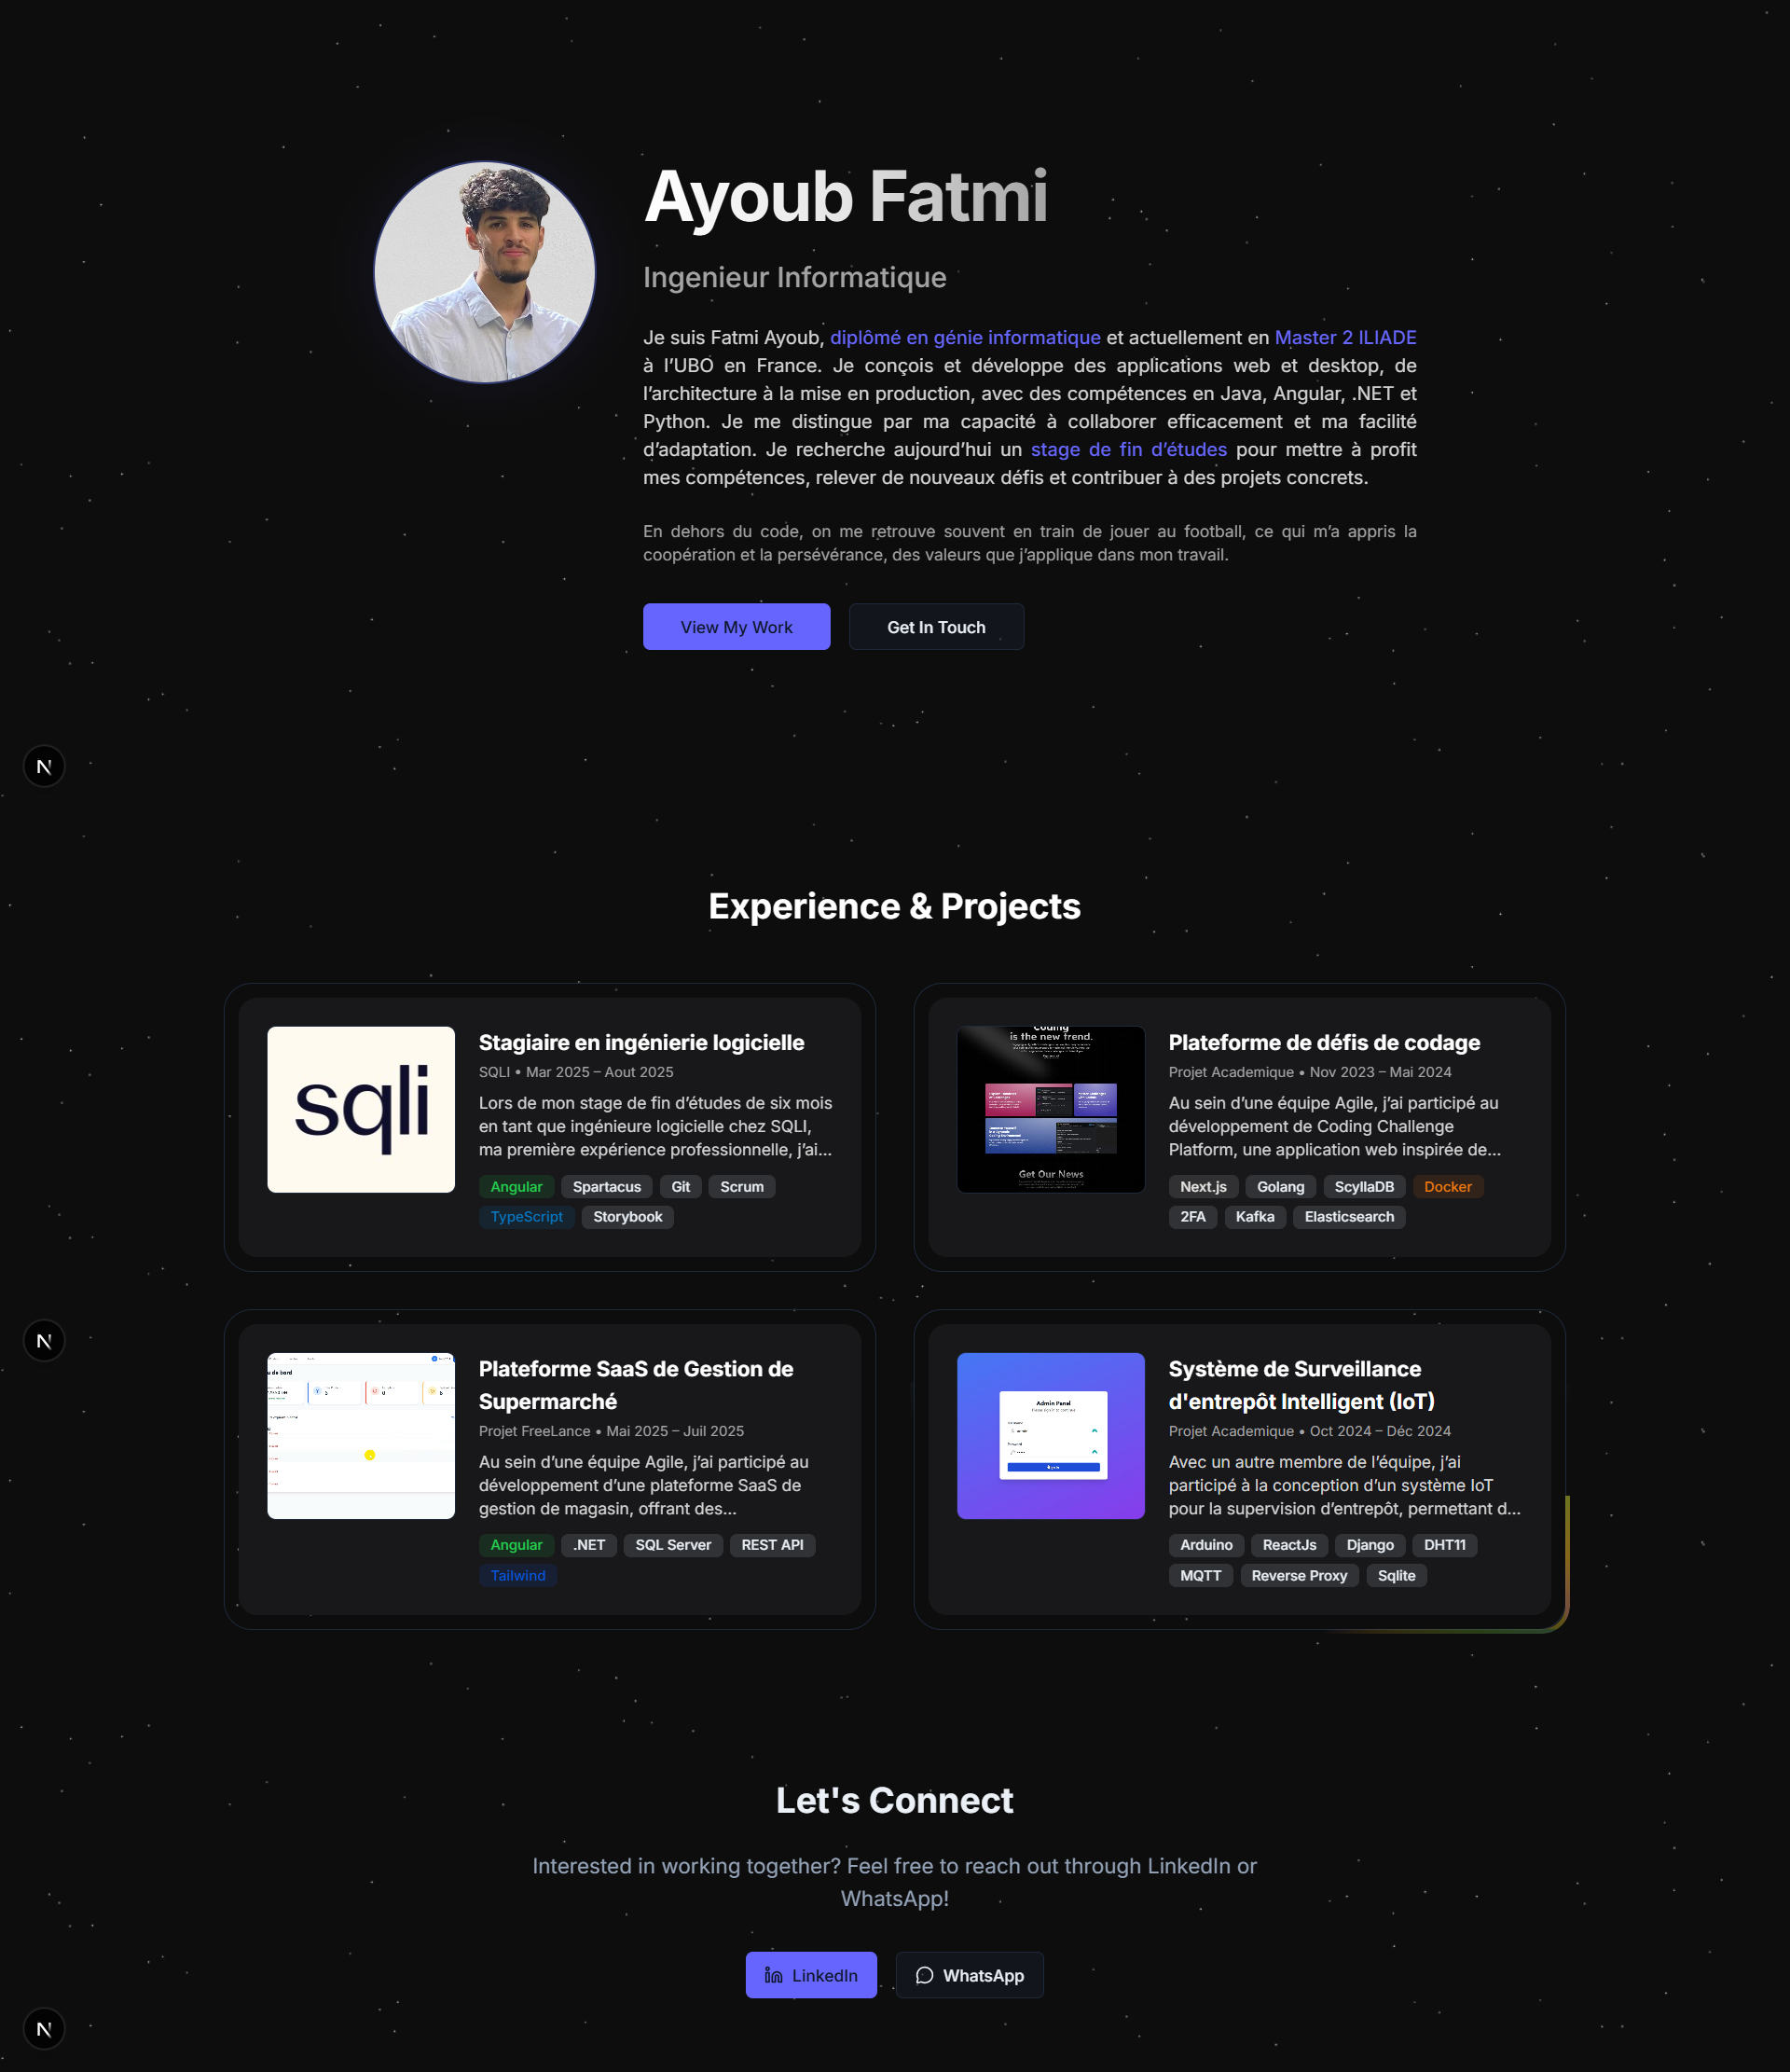 Ayoub Fatmi
Ingenieur Informatique
Je suis Fatmi Ayoub, diplômé en génie informatique et actuellement en Master 2 ILIADE
à l’UBO en France. Je conçois et développe des applications web et desktop, de
l’architecture à la mise en production, avec des compétences en Java, Angular, .NET et
Python. Je me distingue par ma capacité à collaborer efficacement et ma facilité
d’adaptation. Je recherche aujourd’hui un stage de fin d’études pour mettre à profit
mes compétences, relever de nouveaux défis et contribuer à des projets concrets.
En dehors du code, on me retrouve souvent en train de jouer au football, ce qui m’a appris la
coopération et la persévérance, des valeurs que j’applique dans mon travail.
View My Work
Get In Touch
N
Experience & Projects
sqli
Stagiaire en ingénierie logicielle
SQLI • Mar 2025 – Aout 2025
Lors de mon stage de fin d’études de six mois
en tant que ingénieure logicielle chez SQLI,
ma première expérience professionnelle, j’ai...
Angular Spartacus Git Scrum
TypeScript Storybook
Coding
is the new trend.
Get Our News
Plateforme de défis de codage
Projet Academique • Nov 2023 – Mai 2024
Au sein d’une équipe Agile, j’ai participé au
développement de Coding Challenge
Platform, une application web inspirée de...
Next.js Golang ScyllaDB Docker
2FA Kafka Elasticsearch
N
de bord
Plateforme SaaS de Gestion de
Supermarché
Projet FreeLance • Mai 2025 – Juil 2025
Au sein d’une équipe Agile, j’ai participé au
développement d’une plateforme SaaS de
gestion de magasin, offrant des...
Angular .NET SQL Server REST API
Tailwind
Admin Panel
Système de Surveillance
d'entrepôt Intelligent (IoT)
Projet Academique • Oct 2024 – Déc 2024
Avec un autre membre de l’équipe, j’ai
participé à la conception d’un système IoT
pour la supervision d’entrepôt, permettant d...
Arduino ReactJs Django DHT11
MQTT Reverse Proxy Sqlite
Let's Connect
Interested in working together? Feel free to reach out through LinkedIn or
WhatsApp!
LinkedIn
WhatsApp
N